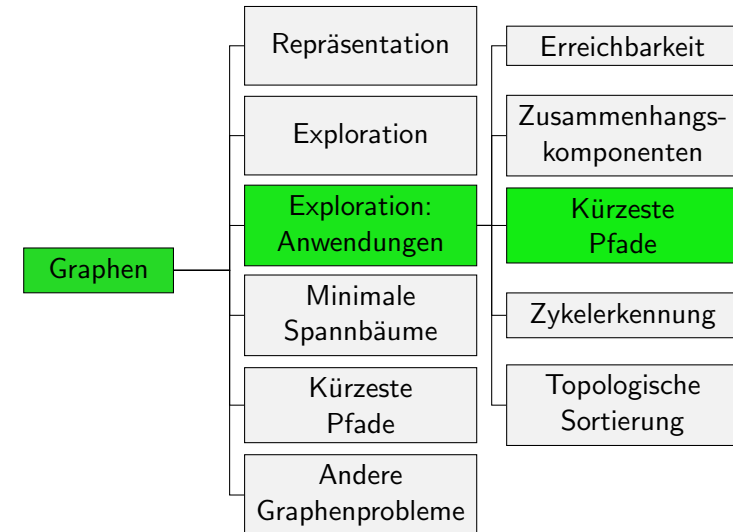 Graphen
Repräsentation
Exploration
Exploration:
Anwendungen
Minimale
Spannbäume
Kürzeste
Pfade
Andere
Graphenprobleme
Erreichbarkeit
Zusammenhangs-
komponenten
Kürzeste
Pfade
Zykelerkennung
Topologische
Sortierung